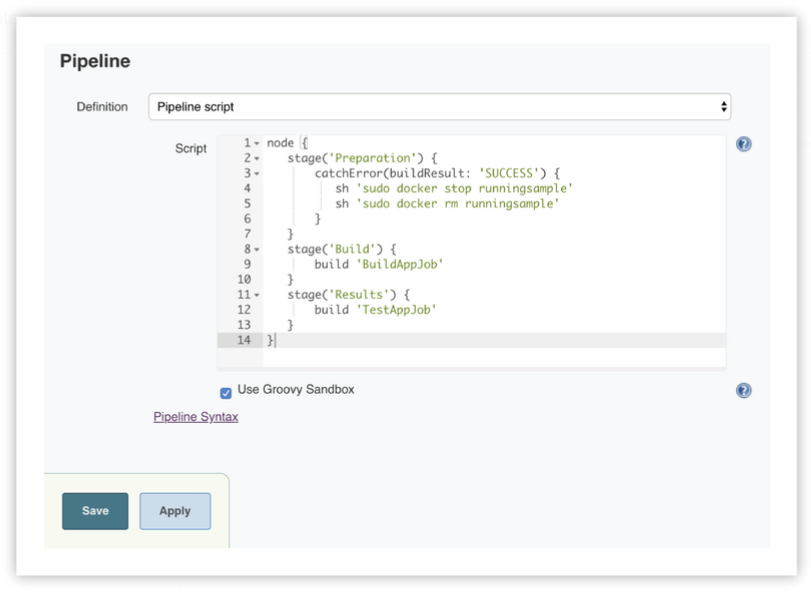 Pipeline
Definition Pipeline script
Script
1 node {
2 stage('Preparation') {
3 catchError(buildResult: 'SUCCESS') {
4 sh 'sudo docker stop runningsample'
5 sh 'sudo docker rm runningsample'
6 }
7 }
8 stage('Build') {
9 build 'BuildAppJob'
10 }
11 stage('Results') {
12 build 'TestAppJob'
13 }
14 }
Use Groovy Sandbox
Pipeline Syntax
Save Apply